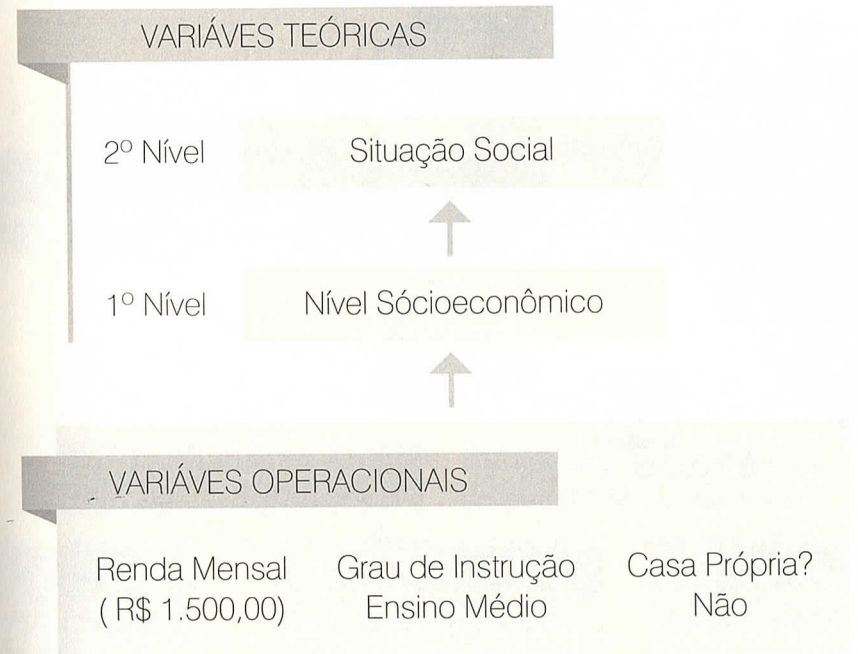 VARIÁVES TEÓRICAS
2º Nível Situação Social
1º Nível Nível Sócioeconômico
VARIÁVES OPERACIONAIS
Renda Mensal Grau de Instrução Casa Própria?
( R$ 1.500,00) Ensino Médio Não